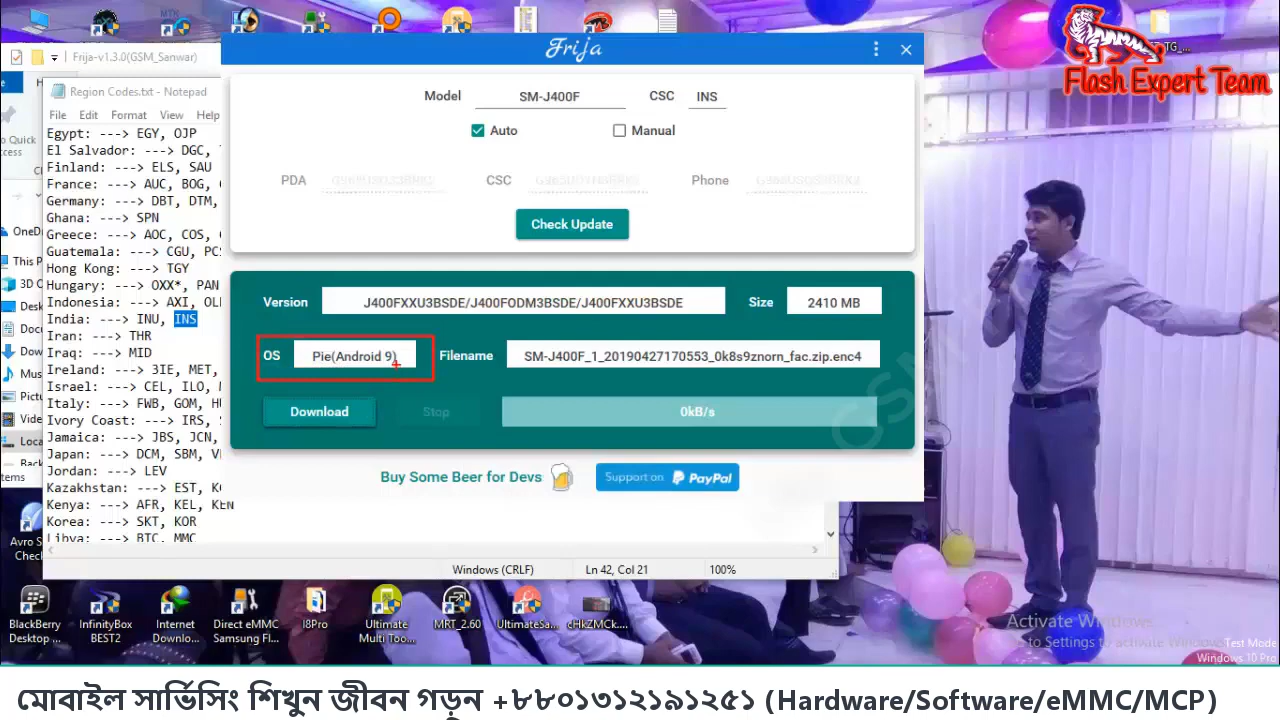 Frija-v1.3.0(GSM_Sanwar)
Frija
Flash Expert Team
Region Codes.txt - Notepad
File Edit Format View Help
Egypt: ---> EGY, OJP
El Salvador: ---> DGC,
Finland: ---> ELS, SAU
France: ---> AUC, BOG,
Germany: ---> DBT, DTM,
Ghana: ---> SPN
Greece: ---> AOC, COS,
Guatemala: ---> CGU,
Hong Kong: ---> TGY
Hungary: ---> OXX*, PAN
Indonesia: ---> AXI,
India: ---> INU, INS
Iran: ---> THR
Iraq: ---> MID
Ireland: ---> 3IE, MET,
Israel: ---> CEL, ILO,
Italy: ---> FWB, GOM,
Ivory Coast: ---> IRS,
Jamaica: ---> JBS, JCN,
Japan: ---> DCM, SBM,
Jordan: ---> LEV
Kazakhstan: ---> EST,
Kenya: ---> AFR, KEL, KEN
Korea: ---> SKT, KOR
Libya: ---> BTC, MMC
Windows (CRLF) Ln 42, Col 21 100%
Model SM-J400F CSC INS
Auto Manual
PDA CSC Phone
Check Update
Version J400FXXU3BSDE/J400FODM3BSDE/J400FXXU3BSDE Size 2410 MB
OS Pie(Android 9) Filename SM-J400F_1_20190427170553_0k8s9znorn_fac.zip.enc4
Download Stop 0kB/s
Buy Some Beer for Devs Support on PayPal
BlackBerry Desktop ...
InfinityBox BEST2
Internet Downlo...
Direct eMMC Samsung Fl...
I8Pro
Ultimate Multi Too...
MRT_2.60
UltimateSa...
cHkZMCk....
Activate Windows
to Settings to activate Windows
Test Mode
Windows 10 Pro
মোবাইল সার্ভিসিং শিখুন জীবন গড়ুন +৮৮০১৩১২১৯১২৫১ (Hardware/Software/eMMC/MCP)